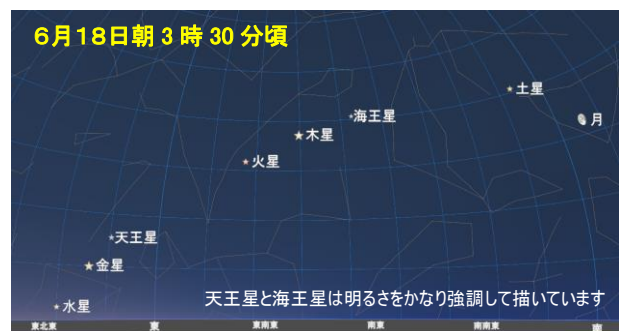 ６月１８日朝 3 時 30 分頃
土星
海王星
月
木星
火星
天王星
金星
水星
天王星と海王星は明るさをかなり強調して描いています
東北東 東 東南東 南東 南南東 南